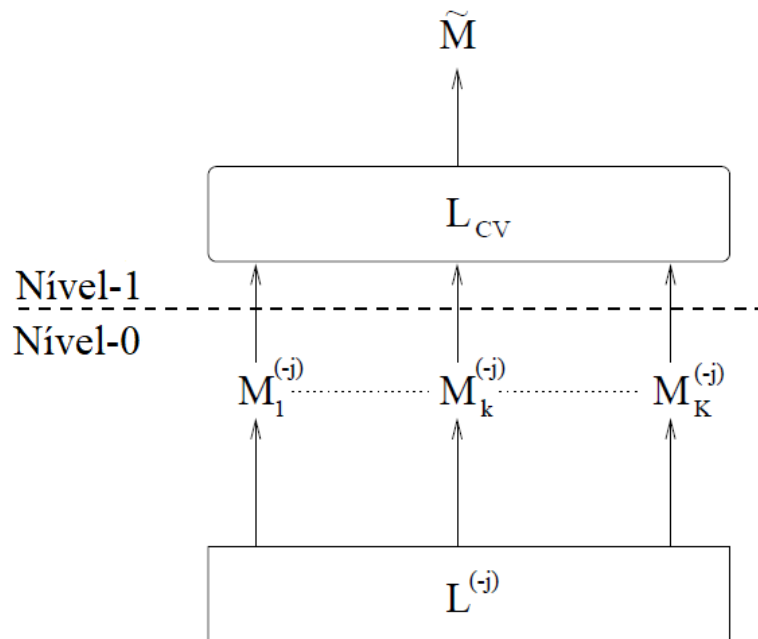 M̃
L_CV
Nível-1
Nível-0
M_1^(-j) M_k^(-j) M_K^(-j)
L^(-j)